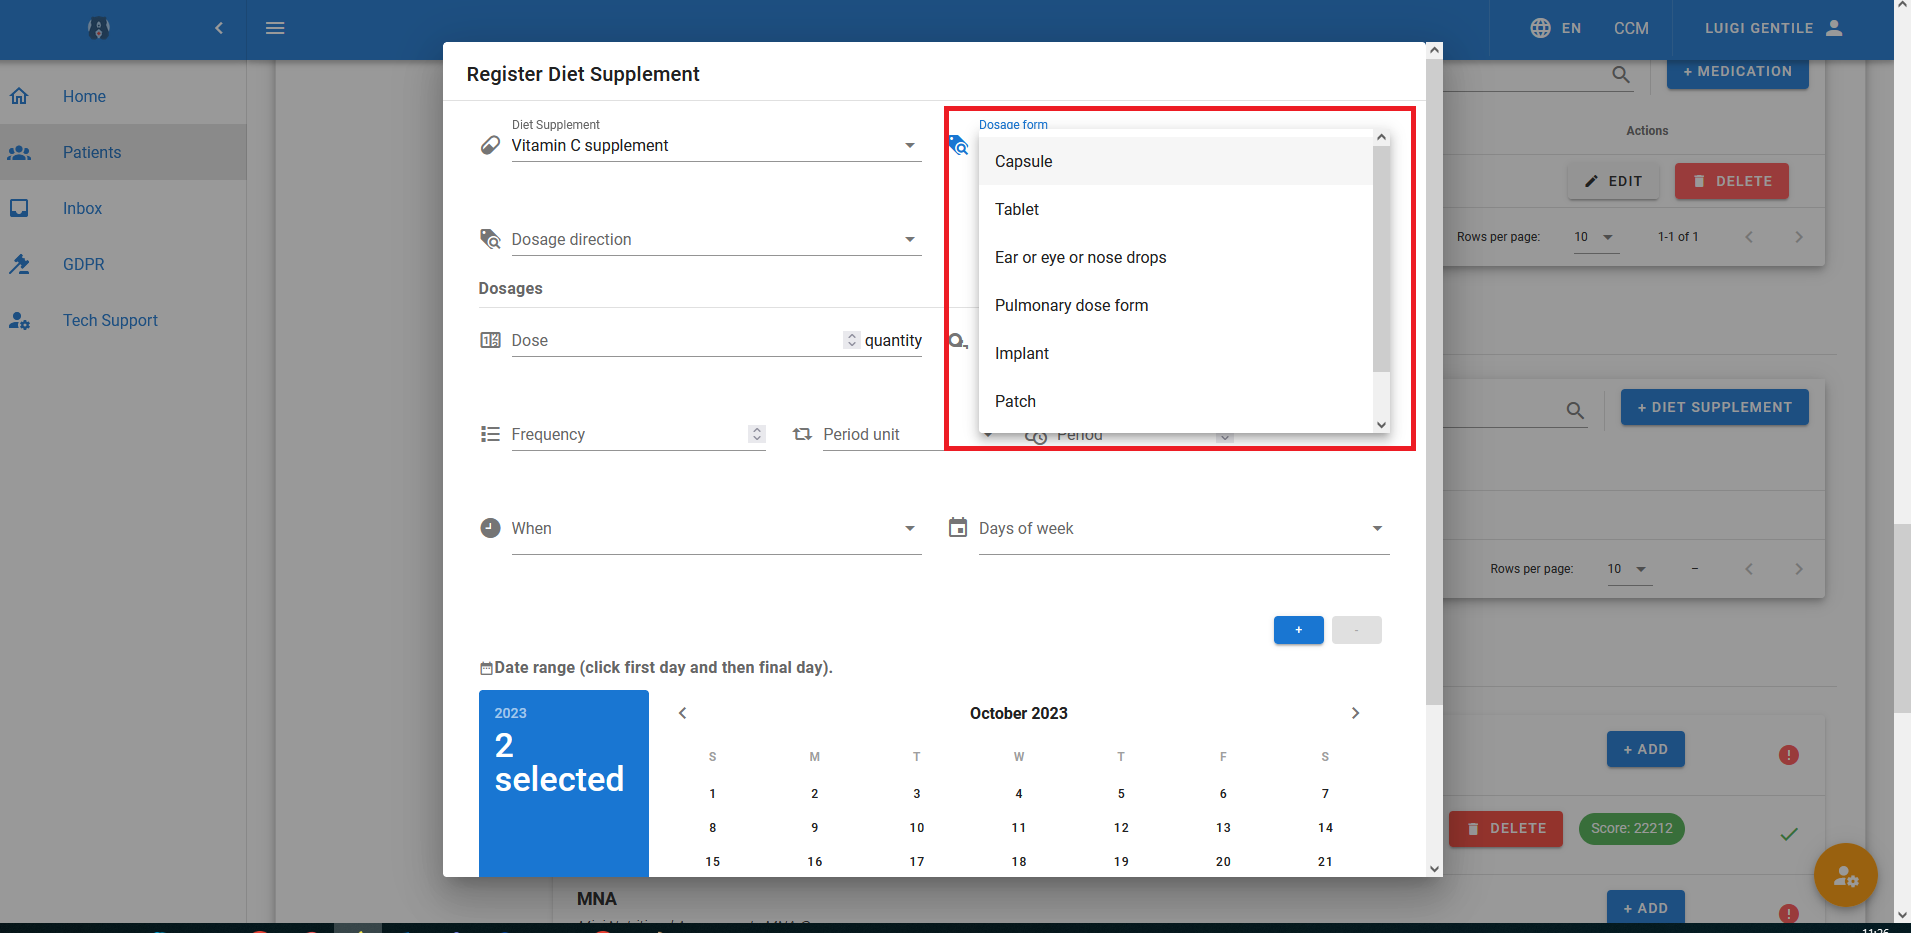 EN
CCM
LUIGI GENTILE
Home
Patients
Inbox
GDPR
Tech Support
Register Diet Supplement
Diet Supplement
Vitamin C supplement
Dosage form
Capsule
Tablet
Ear or eye or nose drops
Pulmonary dose form
Implant
Patch
Dosage direction
Dosages
Dose
quantity
Frequency
Period unit
Period
When
Days of week
+
-
Date range (click first day and then final day).
2023
2
selected
October 2023
S M T W T F S
1 2 3 4 5 6 7
8 9 10 11 12 13 14
15 16 17 18 19 20 21
+ MEDICATION
Actions
EDIT
DELETE
Rows per page: 10 1-1 of 1
+ DIET SUPPLEMENT
Rows per page: 10 –
+ ADD
DELETE
Score: 22212
MNA
+ ADD